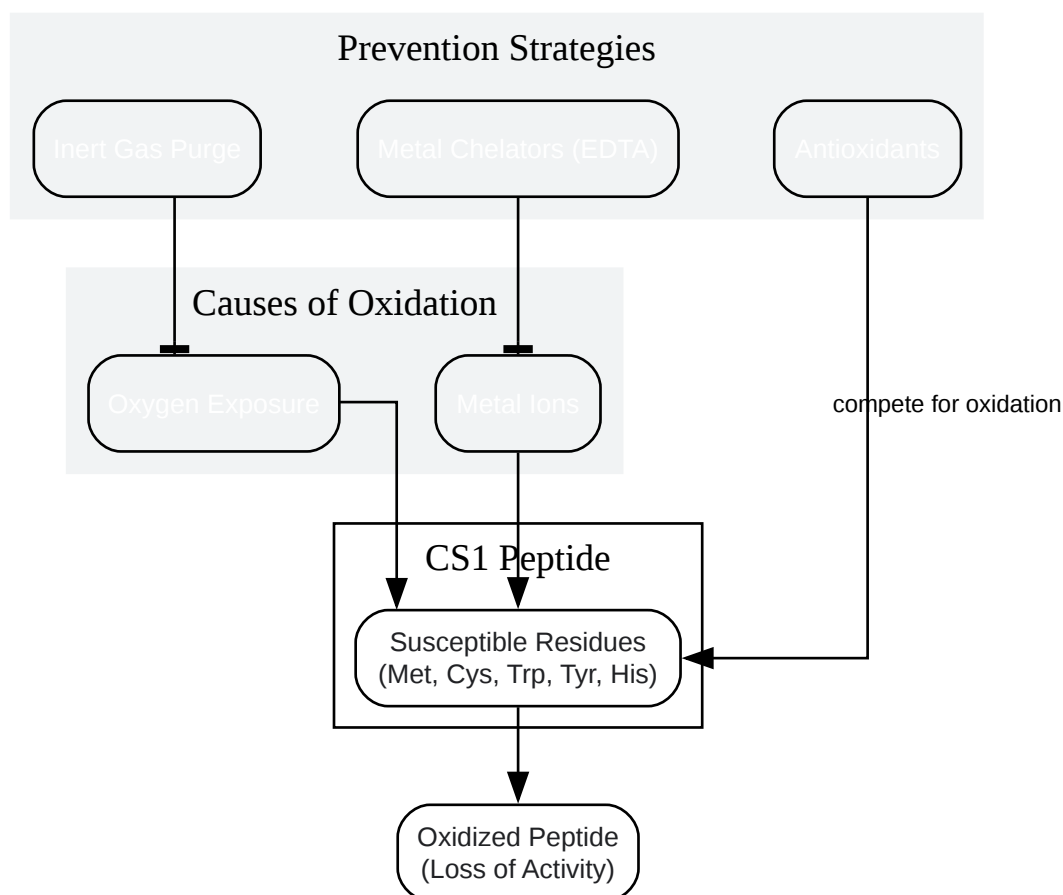 Prevention Strategies
Inert Gas Purge
Metal Chelators (EDTA)
Antioxidants
Causes of Oxidation
Oxygen Exposure
Metal Ions
compete for oxidation
CS1 Peptide
Susceptible Residues
(Met, Cys, Trp, Tyr, His)
Oxidized Peptide
(Loss of Activity)